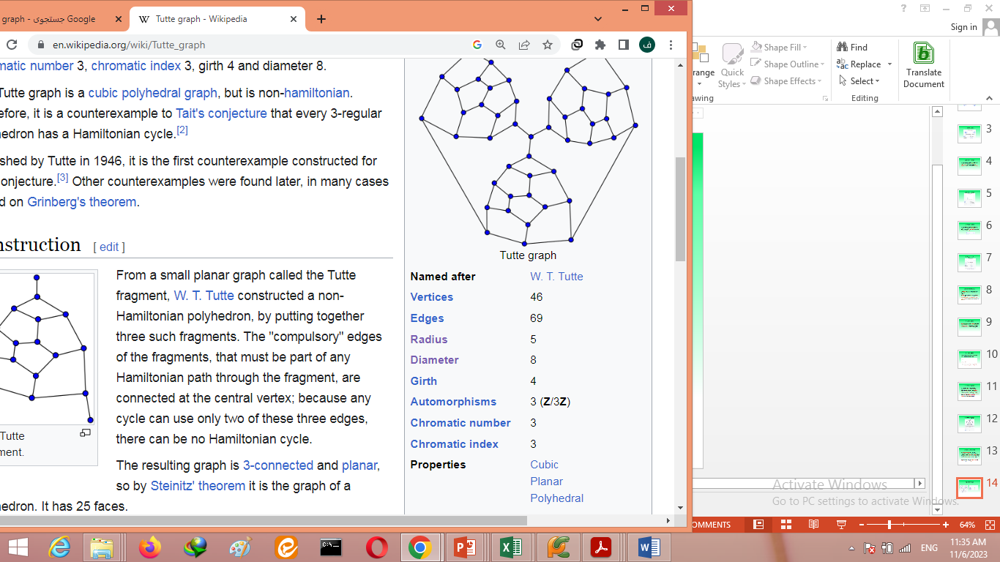 graph - جستجوی Google
Tutte graph - Wikipedia
en.wikipedia.org/wiki/Tutte_graph
matic number 3, chromatic index 3, girth 4 and diameter 8.
Tutte graph is a cubic polyhedral graph, but is non-hamiltonian.
efore, it is a counterexample to Tait's conjecture that every 3-regular
hedron has a Hamiltonian cycle.[2]
shed by Tutte in 1946, it is the first counterexample constructed for
onjecture.[3] Other counterexamples were found later, in many cases
d on Grinberg's theorem.
nstruction [ edit ]
Tutte
ment.
From a small planar graph called the Tutte
fragment, W. T. Tutte constructed a non-
Hamiltonian polyhedron, by putting together
three such fragments. The "compulsory" edges
of the fragments, that must be part of any
Hamiltonian path through the fragment, are
connected at the central vertex; because any
cycle can use only two of these three edges,
there can be no Hamiltonian cycle.
The resulting graph is 3-connected and planar,
so by Steinitz' theorem it is the graph of a
hedron. It has 25 faces.
Tutte graph
Named after W. T. Tutte
Vertices 46
Edges 69
Radius 5
Diameter 8
Girth 4
Automorphisms 3 (Z/3Z)
Chromatic number 3
Chromatic index 3
Properties Cubic
Planar
Polyhedral
Sign in
range
Quick
Styles
Shape Fill
Shape Outline
Shape Effects
awing
Find
Replace
Select
Editing
Translate
Document
3
4
5
6
7
8
9
10
11
12
13
14
Activate Windows
Go to PC settings to activate Windows.
OMMENTS
64%
ENG
11:35 AM
11/6/2023